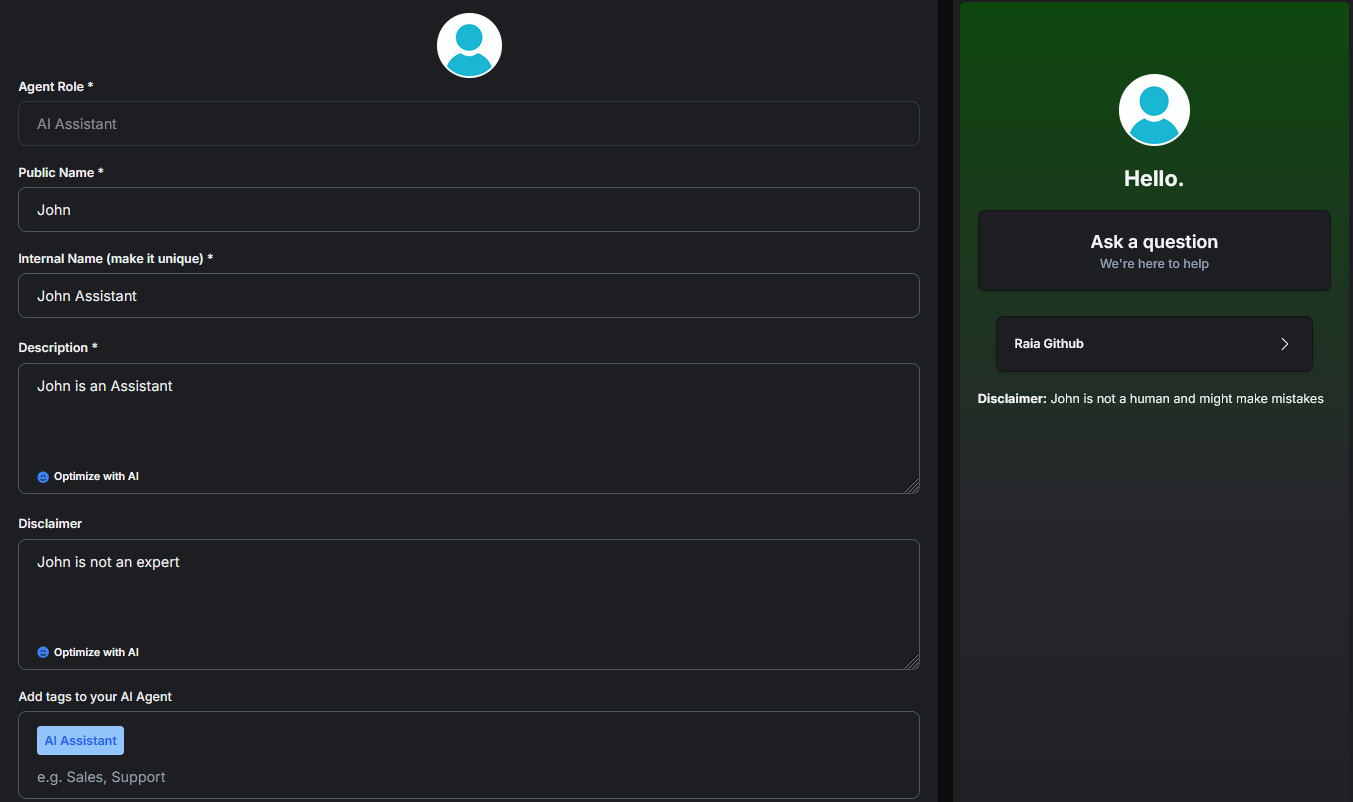 Agent Role *
AI Assistant
Public Name *
John
Internal Name (make it unique) *
John Assistant
Description *
John is an Assistant
Optimize with AI
Disclaimer
John is not an expert
Optimize with AI
Add tags to your AI Agent
AI Assistant
e.g. Sales, Support
Hello.
Ask a question
We're here to help
Raia Github
Disclaimer: John is not a human and might make mistakes